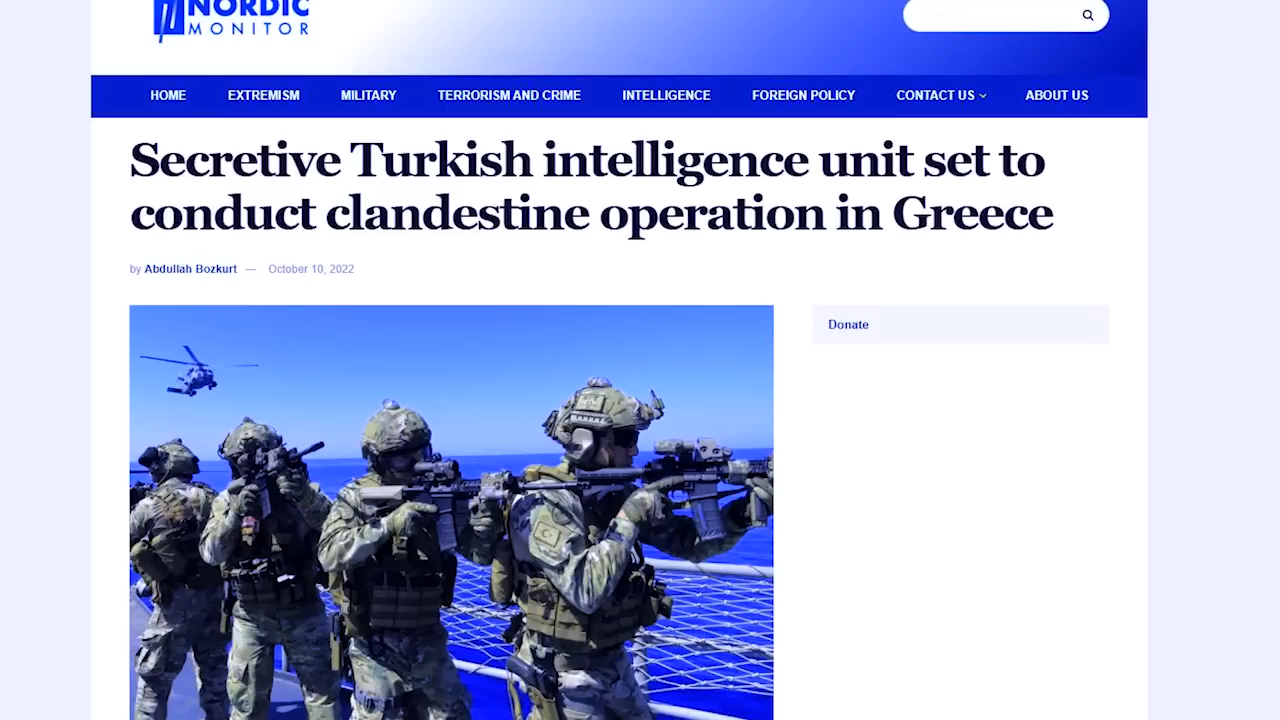 NORDIC
MONITOR
HOME EXTREMISM MILITARY TERRORISM AND CRIME INTELLIGENCE FOREIGN POLICY CONTACT US ABOUT US
Secretive Turkish intelligence unit set to
conduct clandestine operation in Greece
by Abdullah Bozkurt — October 10, 2022
Donate